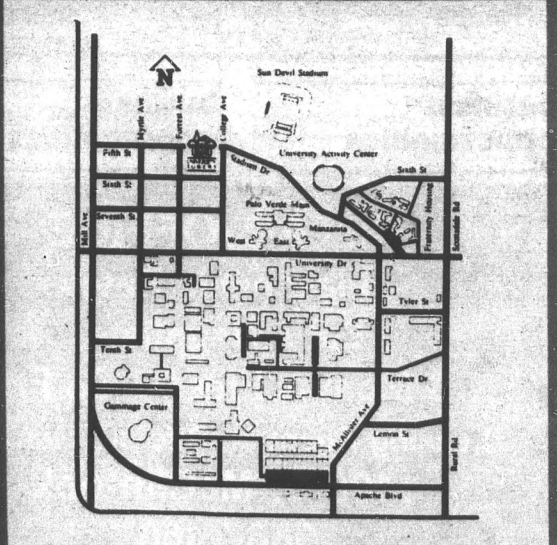 N
Sun Devil Stadium
Myrtle Ave
Forest Ave.
College Ave
Fifth St
Stadium Dr
University Activity Center
Sixth St
Sixth St
Palo Verde Main
Fraternity Housing
Seventh St
Manzanita
Mill Ave
West
East
Scottsdale Rd
University Dr
Tyler St
Tenth St
Terrace Dr
Gammage Center
McAllister Ave
Lemon St
Rural Rd
Apache Blvd